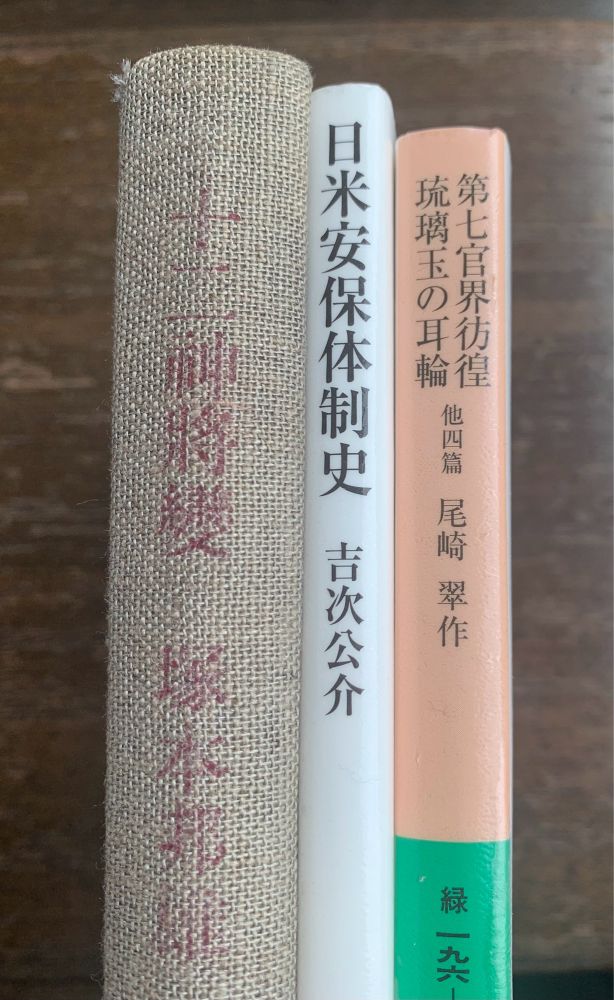 十二神將變 塚本邦雄
日米安保体制史 吉次公介
第七官界彷徨
琉璃玉の耳輪 他四篇 尾崎 翠作
緑 一九六